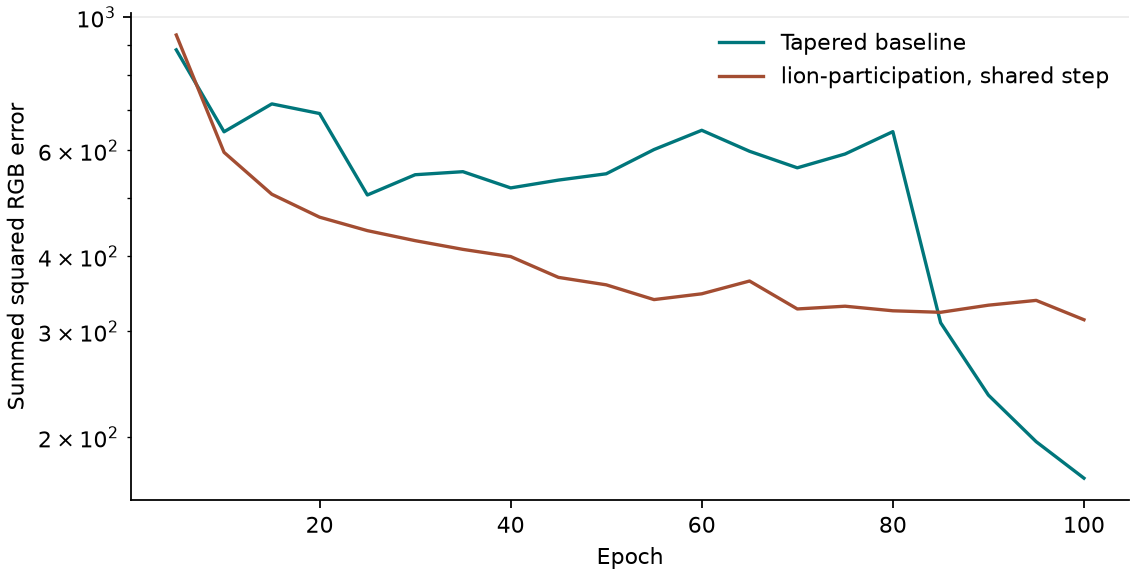 10³
6 × 10²
4 × 10²
3 × 10²
2 × 10²
Summed squared RGB error
Tapered baseline
lion-participation, shared step
20
40
60
80
100
Epoch